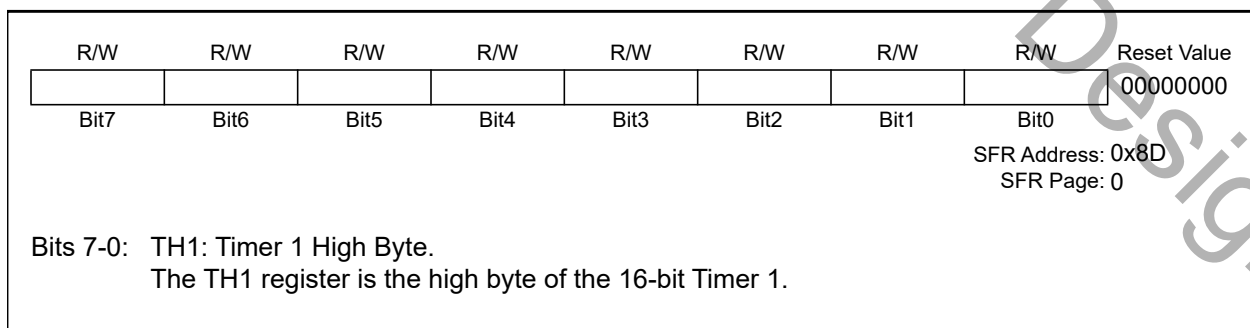 R/W R/W R/W R/W R/W R/W R/W R/W Reset Value
00000000
Bit7 Bit6 Bit5 Bit4 Bit3 Bit2 Bit1 Bit0
SFR Address: 0x8D
SFR Page: 0
Bits 7-0: TH1: Timer 1 High Byte.
The TH1 register is the high byte of the 16-bit Timer 1.
Desig